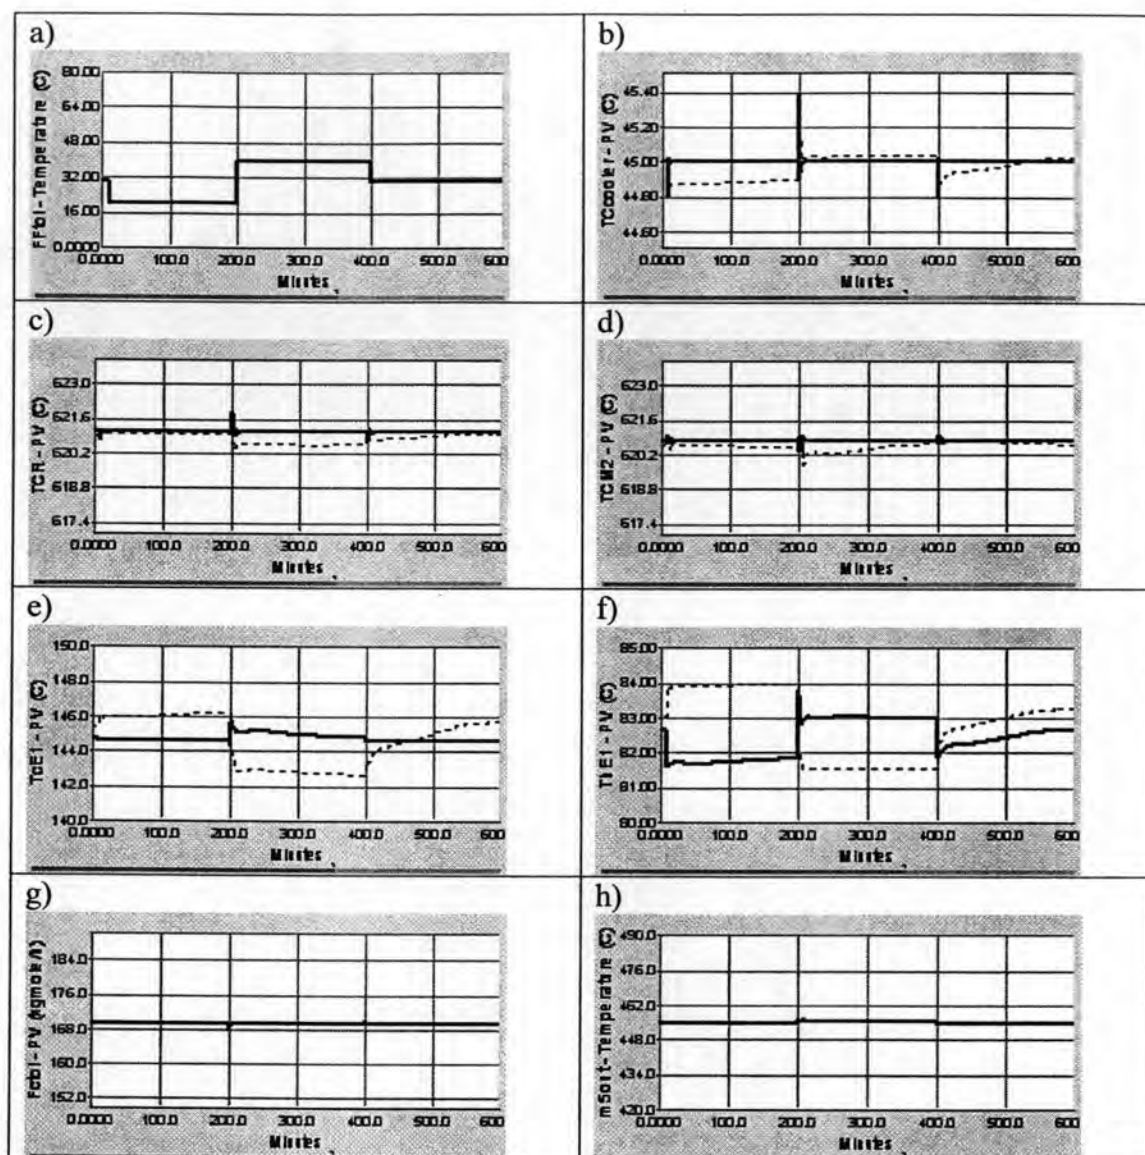 a)
FFtol - Temperature (C)
80.00
64.00
48.00
32.00
16.00
0.0000
0.0000 100.0 200.0 300.0 400.0 500.0 600
Minutes
b)
TCcooler - PV (C)
45.40
45.20
45.00
44.80
44.60
0.0000 100.0 200.0 300.0 400.0 500.0 600
Minutes
c)
TCR - PV (C)
623.0
621.6
620.2
618.8
617.4
0.0000 100.0 200.0 300.0 400.0 500.0 600
Minutes
d)
TCM2 - PV (C)
623.0
621.6
620.2
618.8
617.4
0.0000 100.0 200.0 300.0 400.0 500.0 600
Minutes
e)
TcE1 - PV (C)
150.0
148.0
146.0
144.0
142.0
140.0
0.0000 100.0 200.0 300.0 400.0 500.0 600
Minutes
f)
ThE1 - PV (C)
85.00
84.00
83.00
82.00
81.00
80.00
0.0000 100.0 200.0 300.0 400.0 500.0 600
Minutes
g)
Fctol - PV (kgmole/h)
184.0
176.0
168.0
160.0
152.0
0.0000 100.0 200.0 300.0 400.0 500.0 600
Minutes
h)
mSout - Temperature (C)
490.0
476.0
462.0
448.0
434.0
420.0
0.0000 100.0 200.0 300.0 400.0 500.0 600
Minutes